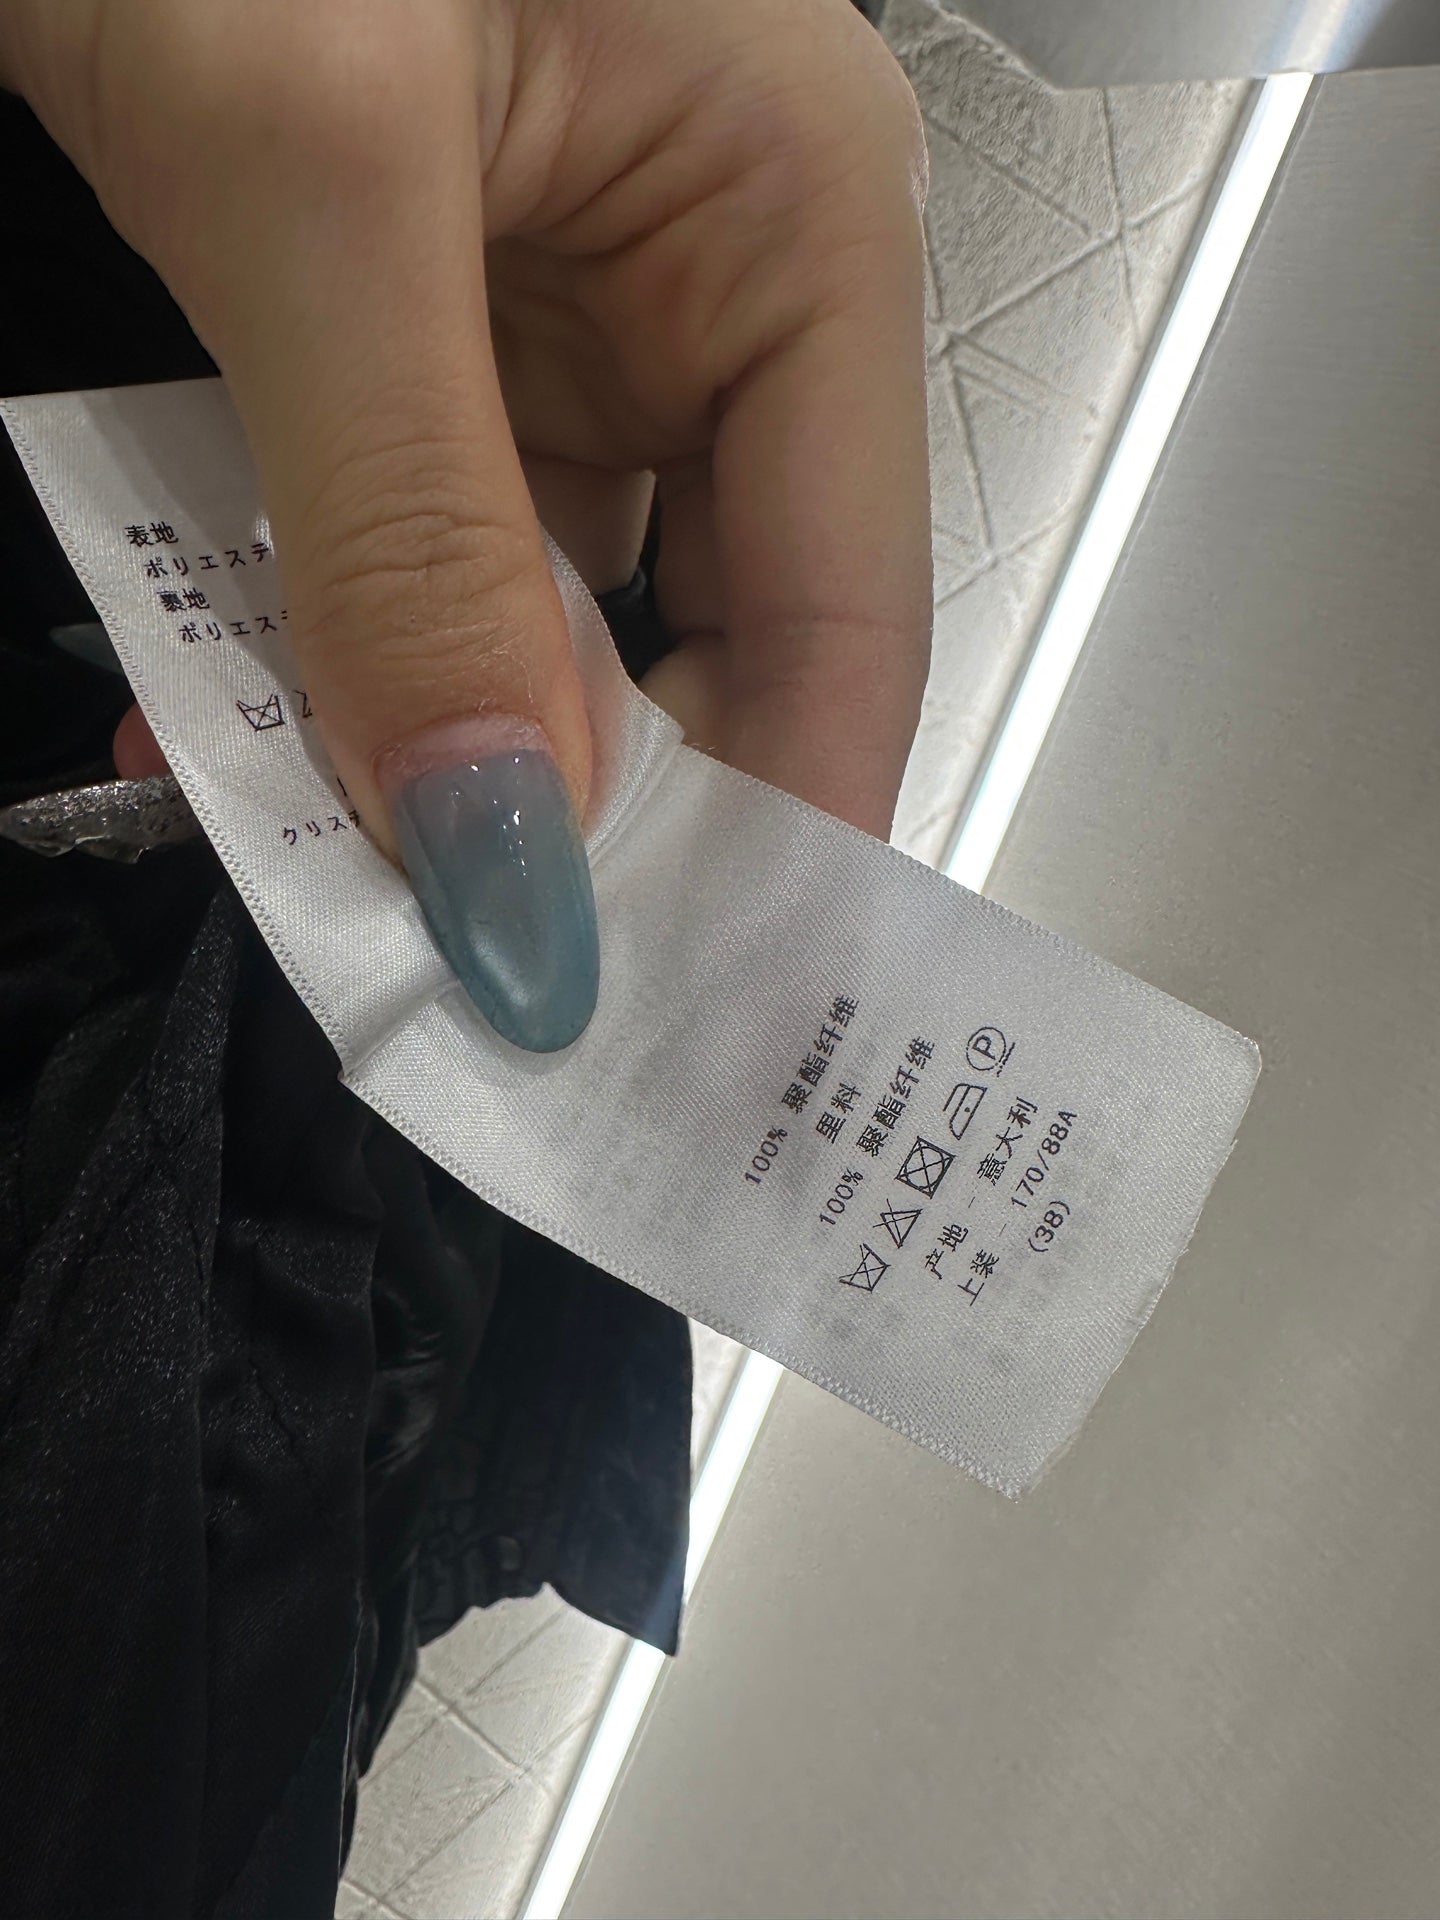 表地
ポリエステ
裏地
ポリエステ
クリステ
100% 聚酯纤维
里料
100% 聚酯纤维
P
产地 - 意大利
上装 - 170/88A
(38)